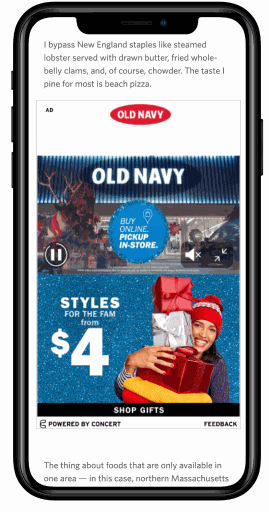 I bypass New England staples like steamed
lobster served with drawn butter, fried whole-
belly clams, and, of course, chowder. The taste I
pine for most is beach pizza.
AD
OLD NAVY
OLD NAVY
BUY
ONLINE.
PICKUP
IN-STORE.
STYLES
FOR THE FAM
from
$4
SHOP GIFTS
POWERED BY CONCERT
FEEDBACK
The thing about foods that are only available in
one area — in this case, northern Massachusetts